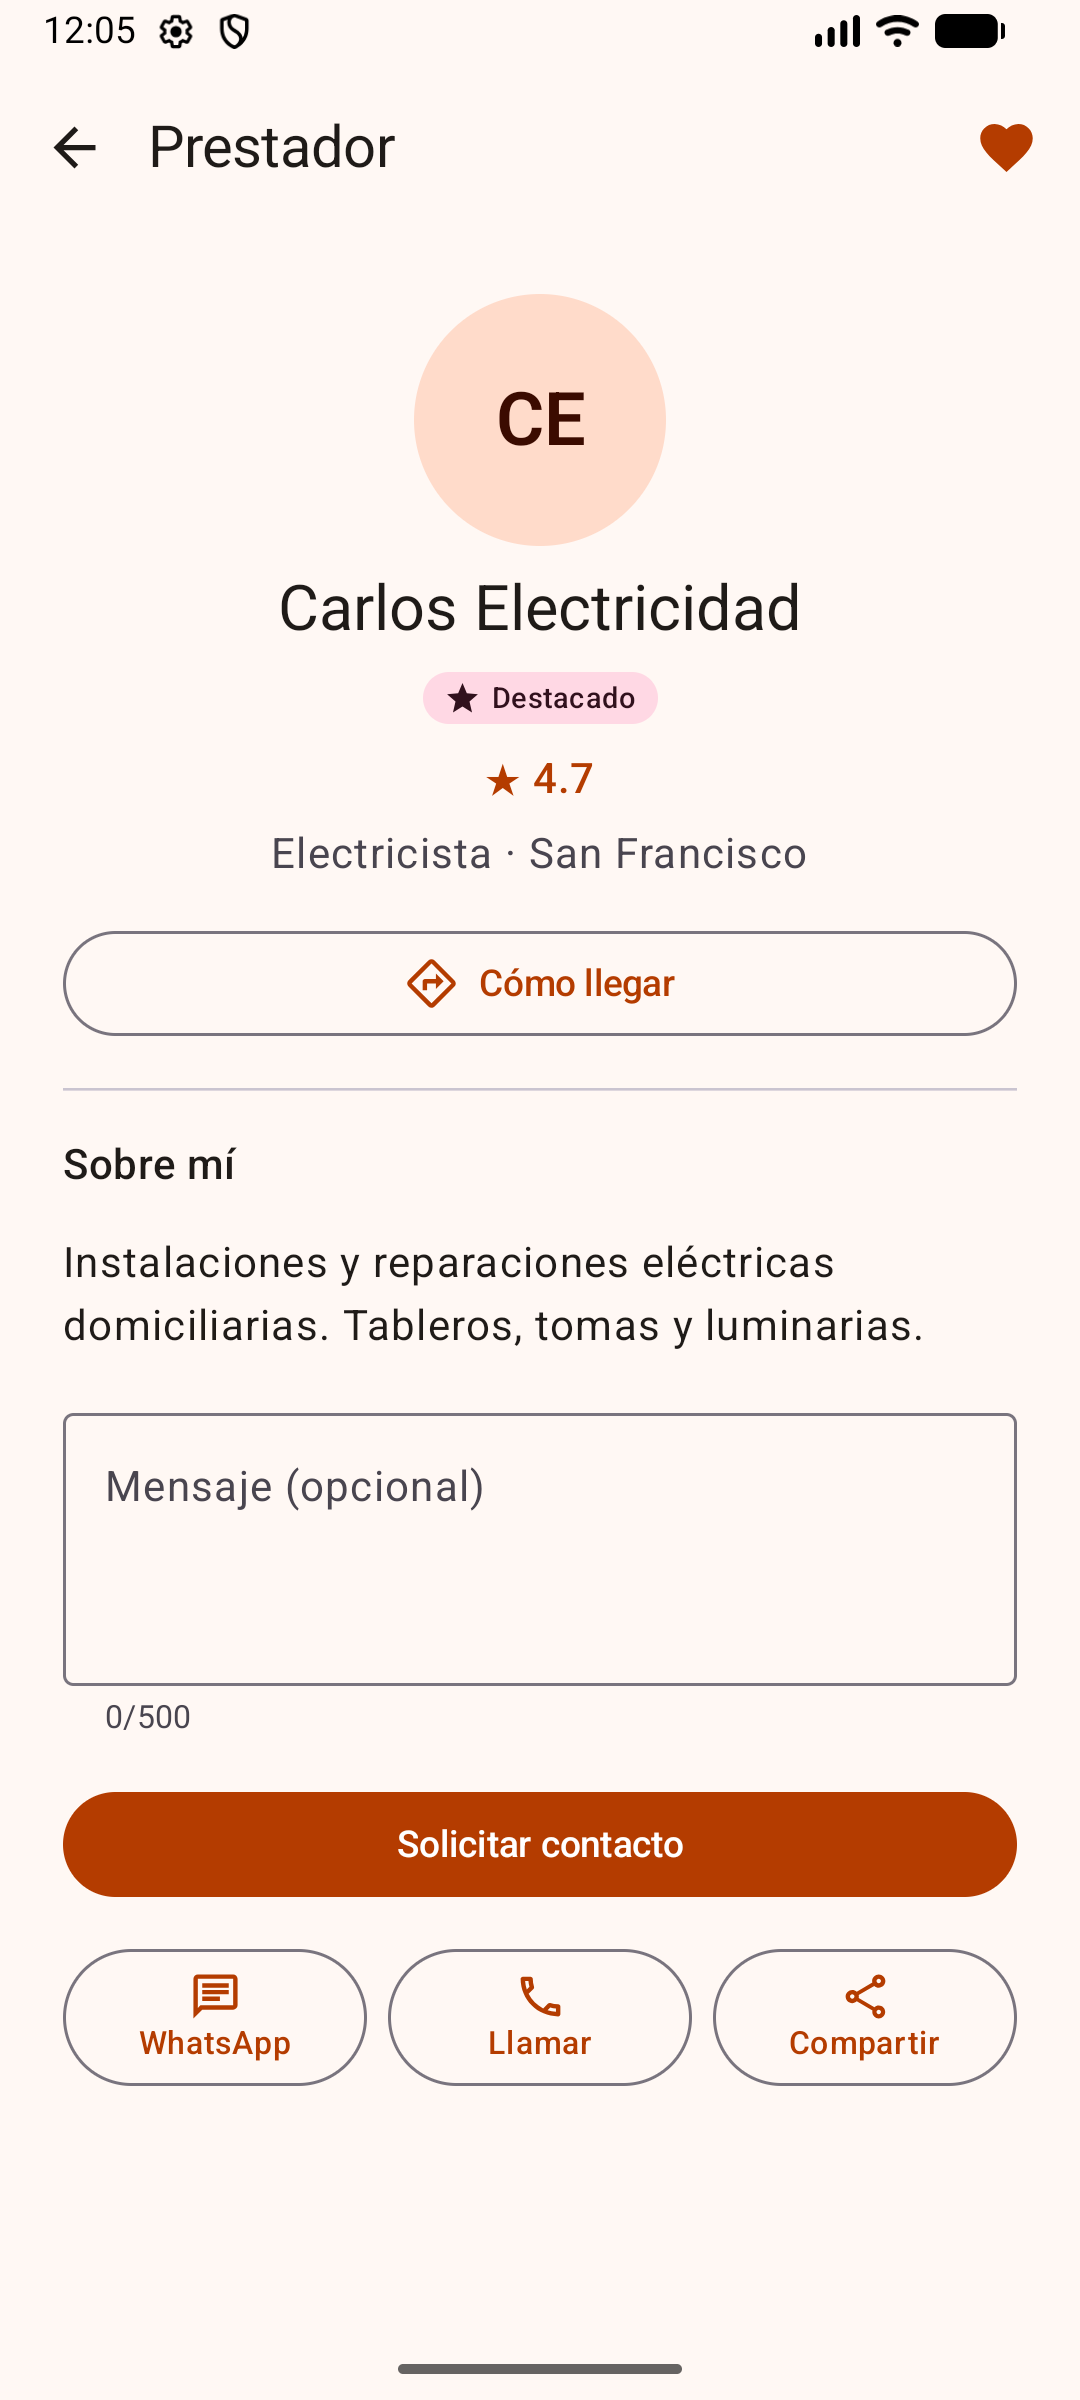 12:05
Prestador
CE
Carlos Electricidad
Destacado
★ 4.7
Electricista · San Francisco
Cómo llegar
Sobre mí
Instalaciones y reparaciones eléctricas
domiciliarias. Tableros, tomas y luminarias.
Mensaje (opcional)
0/500
Solicitar contacto
WhatsApp
Llamar
Compartir